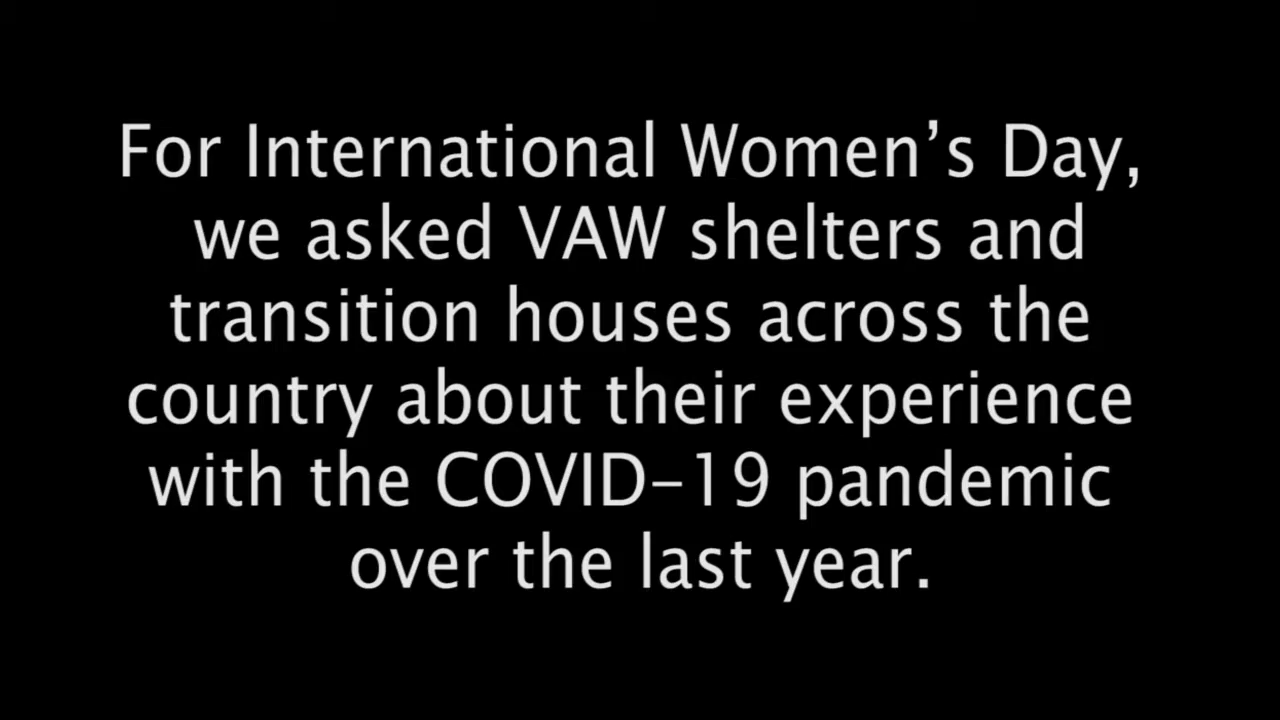 For International Women’s Day,
we asked VAW shelters and
transition houses across the
country about their experience
with the COVID-19 pandemic
over the last year.